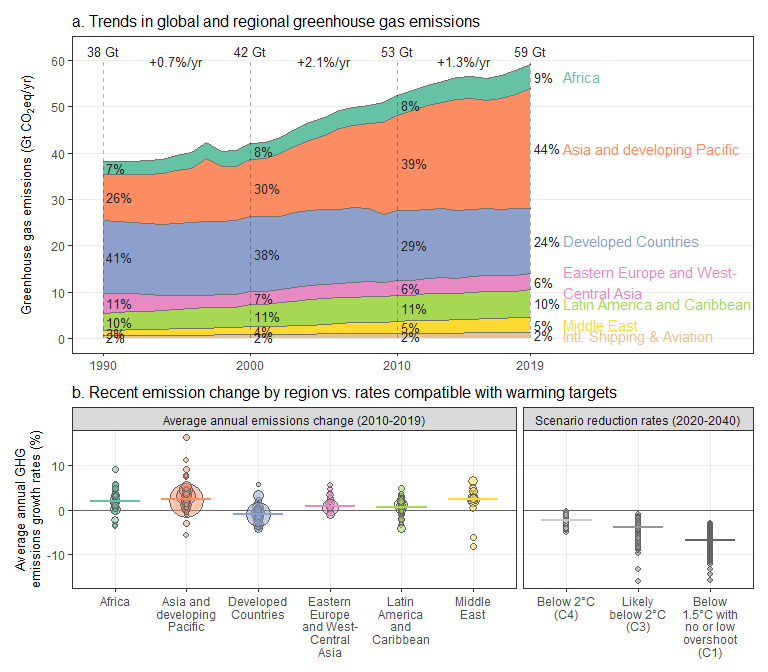 a. Trends in global and regional greenhouse gas emissions
38 Gt
42 Gt
53 Gt
59 Gt
+0.7%/yr
+2.1%/yr
+1.3%/yr
Greenhouse gas emissions (Gt CO₂eq/yr)
60
50
40
30
20
10
0
7%
26%
41%
11%
10%
3%
2%
8%
30%
38%
7%
11%
4%
2%
8%
39%
29%
6%
11%
5%
2%
9% Africa
44% Asia and developing Pacific
24% Developed Countries
6% Eastern Europe and West-
Central Asia
10% Latin America and Caribbean
5% Middle East
2% Intl. Shipping & Aviation
1990
2000
2010
2019
b. Recent emission change by region vs. rates compatible with warming targets
Average annual emissions change (2010-2019)
Scenario reduction rates (2020-2040)
Average annual GHG
emissions growth rates (%)
10
0
-10
Africa
Asia and
developing
Pacific
Developed
Countries
Eastern
Europe
and West-
Central
Asia
Latin
America
and
Caribbean
Middle
East
Below 2°C
(C4)
Likely
below 2°C
(C3)
Below
1.5°C with
no or low
overshoot
(C1)